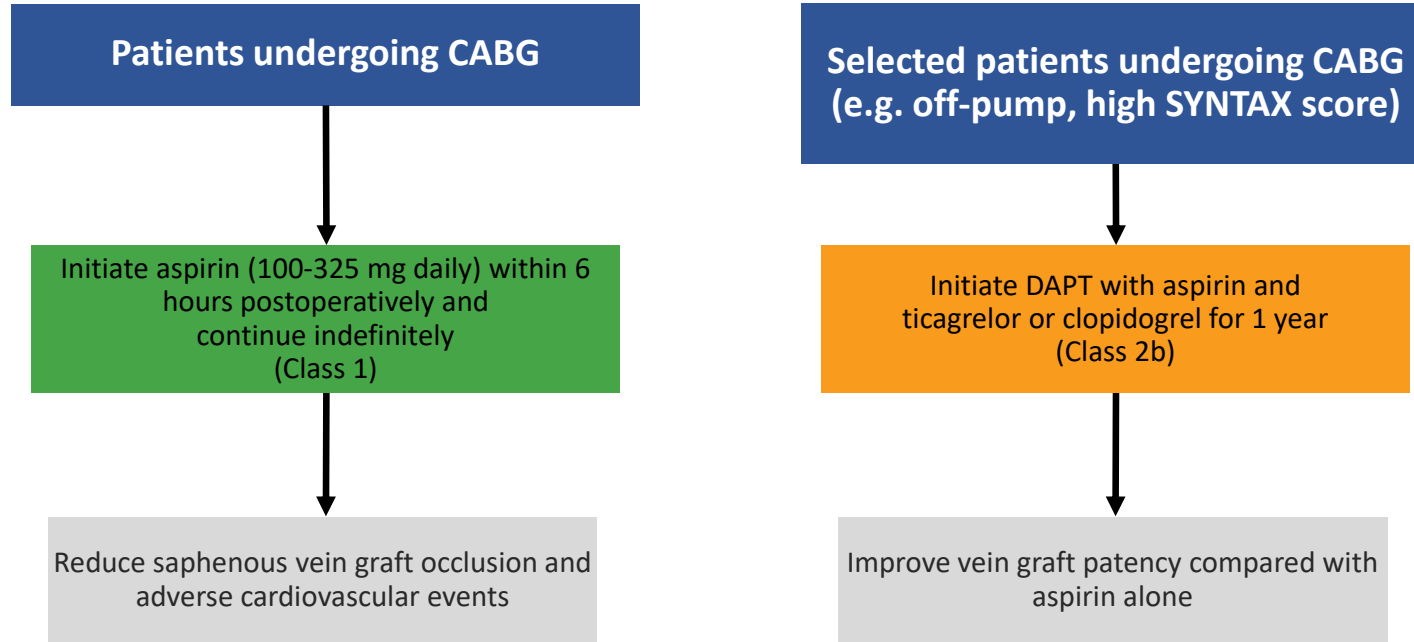 Patients undergoing CABG
Initiate aspirin (100-325 mg daily) within 6
hours postoperatively and
continue indefinitely
(Class 1)
Reduce saphenous vein graft occlusion and
adverse cardiovascular events
Selected patients undergoing CABG
(e.g. off-pump, high SYNTAX score)
Initiate DAPT with aspirin and
ticagrelor or clopidogrel for 1 year
(Class 2b)
Improve vein graft patency compared with
aspirin alone